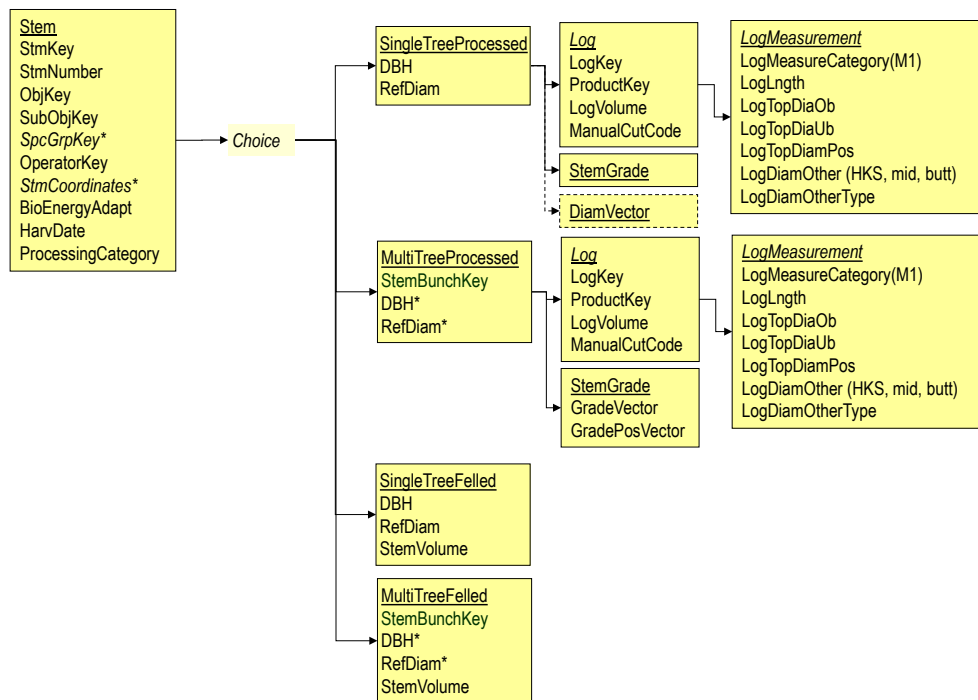 Stem
StmKey
StmNumber
ObjKey
SubObjKey
SpcGrpKey*
OperatorKey
StmCoordinates*
BioEnergyAdapt
HarvDate
ProcessingCategory
Choice
SingleTreeProcessed
DBH
RefDiam
Log
LogKey
ProductKey
LogVolume
ManualCutCode
StemGrade
DiamVector
LogMeasurement
LogMeasureCategory(M1)
LogLngth
LogTopDiaOb
LogTopDiaUb
LogTopDiamPos
LogDiamOther (HKS, mid, butt)
LogDiamOtherType
MultiTreeProcessed
StemBunchKey
DBH*
RefDiam*
Log
LogKey
ProductKey
LogVolume
ManualCutCode
StemGrade
GradeVector
GradePosVector
LogMeasurement
LogMeasureCategory(M1)
LogLngth
LogTopDiaOb
LogTopDiaUb
LogTopDiamPos
LogDiamOther (HKS, mid, butt)
LogDiamOtherType
SingleTreeFelled
DBH
RefDiam
StemVolume
MultiTreeFelled
StemBunchKey
DBH*
RefDiam*
StemVolume